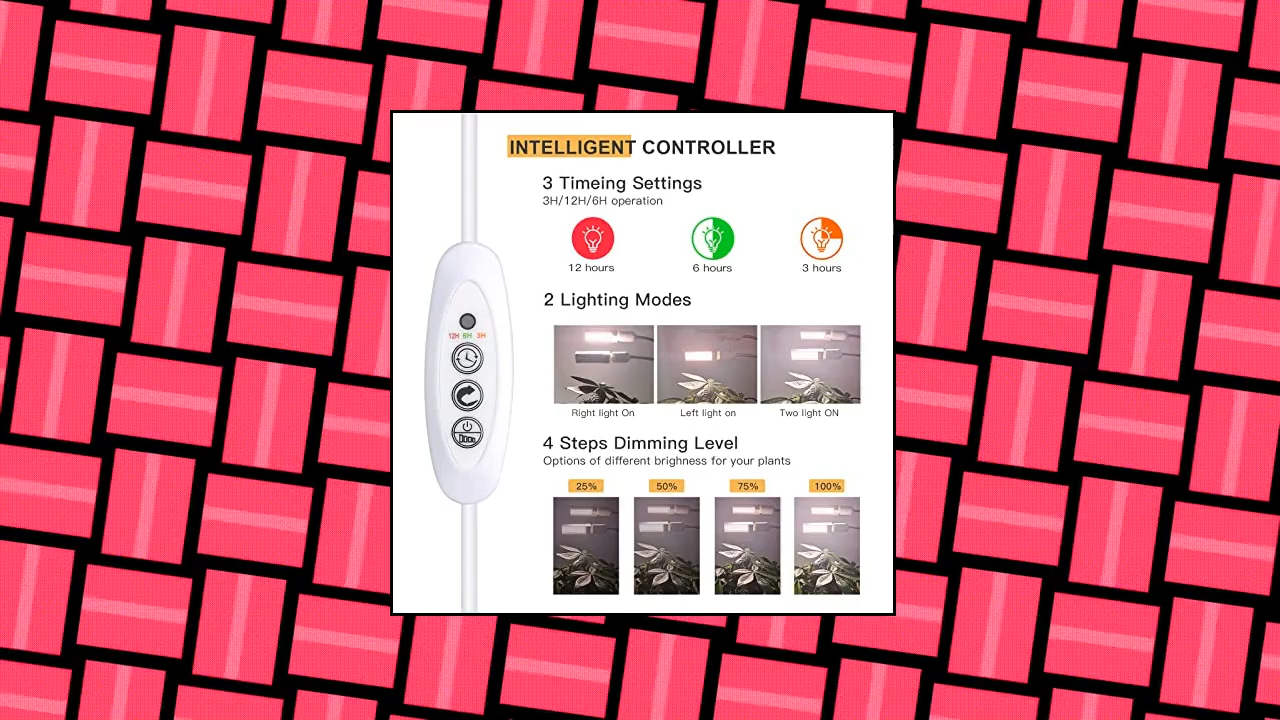 INTELLIGENT CONTROLLER
3 Timeing Settings
3H/12H/6H operation
12 hours 6 hours 3 hours
2 Lighting Modes
12H 6H 3H
Right light On Left light on Two light ON
4 Steps Dimming Level
Options of different brighness for your plants
25% 50% 75% 100%